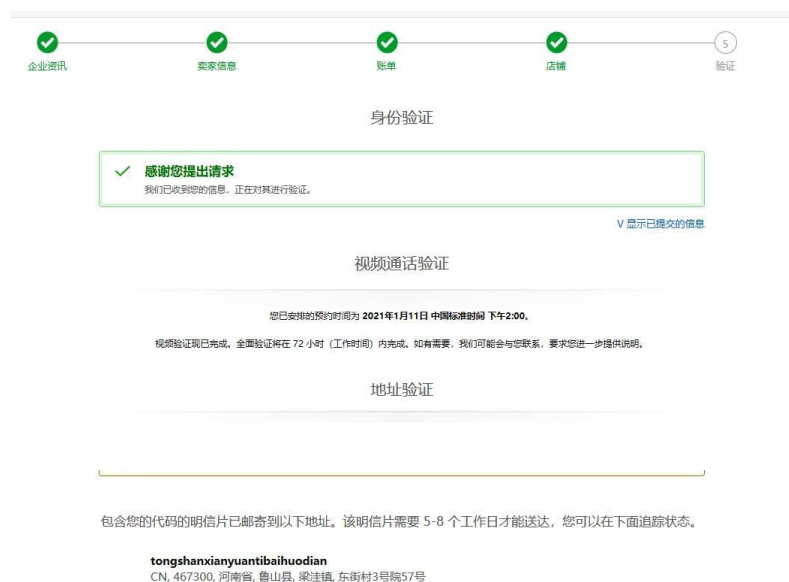 企业资讯
卖家信息
账单
店铺
5
验证
身份验证
感谢您提出请求
我们已收到您的信息，正在对其进行验证。
V 显示已提交的信息
视频通话验证
您已安排的预约时间为 2021年1月11日 中国标准时间 下午2:00。
视频验证现已完成。全面验证将在 72 小时（工作时间）内完成。如有需要，我们可能会与您联系，要求您进一步提供说明。
地址验证
包含您的代码的明信片已邮寄到以下地址。该明信片需要 5-8 个工作日才能送达，您可以在下面追踪状态。
tongshanxianyuantibaihuodian
CN, 467300, 河南省, 鲁山县, 梁洼镇, 东街村3号院57号